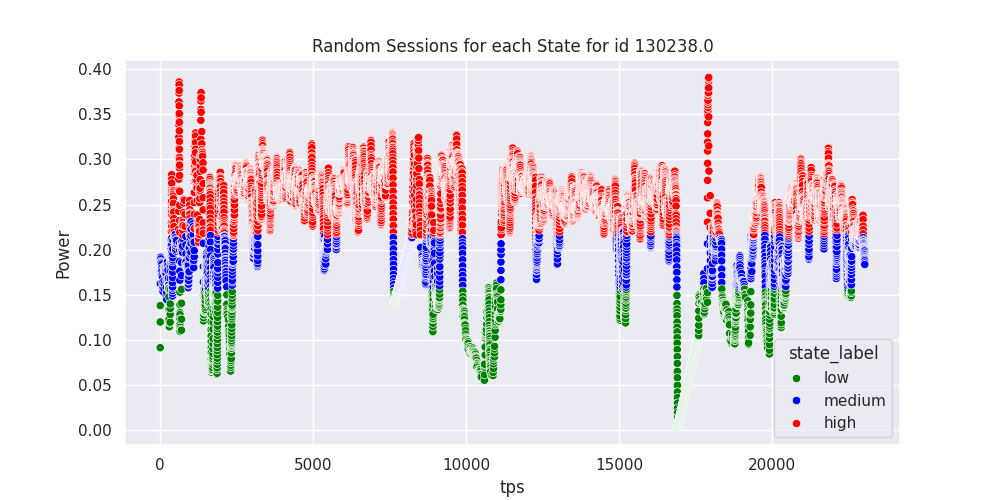 Random Sessions for each State for id 130238.0
Power
0.40
0.35
0.30
0.25
0.20
0.15
0.10
0.05
0.00
state_label
low
medium
high
0 5000 10000 15000 20000
tps